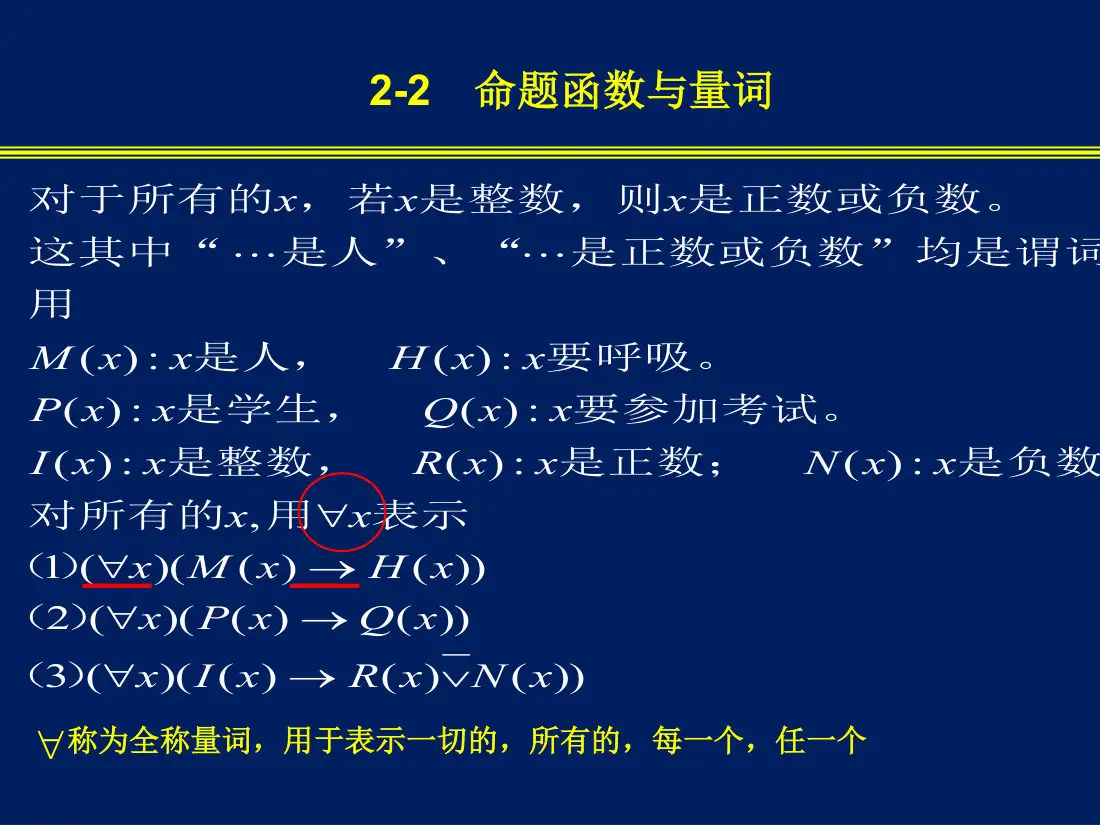 2-2 命题函数与量词
对于所有的x，若x是整数，则x是正数或负数。
这其中“…是人”、“…是正数或负数”均是谓词
用
M(x):x是人， H(x):x要呼吸。
P(x):x是学生， Q(x):x要参加考试。
I(x):x是整数， R(x):x是正数； N(x):x是负数
对所有的x,用∀x表示
(1)(∀x)(M(x)→H(x))
(2)(∀x)(P(x)→Q(x))
(3)(∀x)(I(x)→R(x)⊽N(x))
∀称为全称量词，用于表示一切的，所有的，每一个，任一个